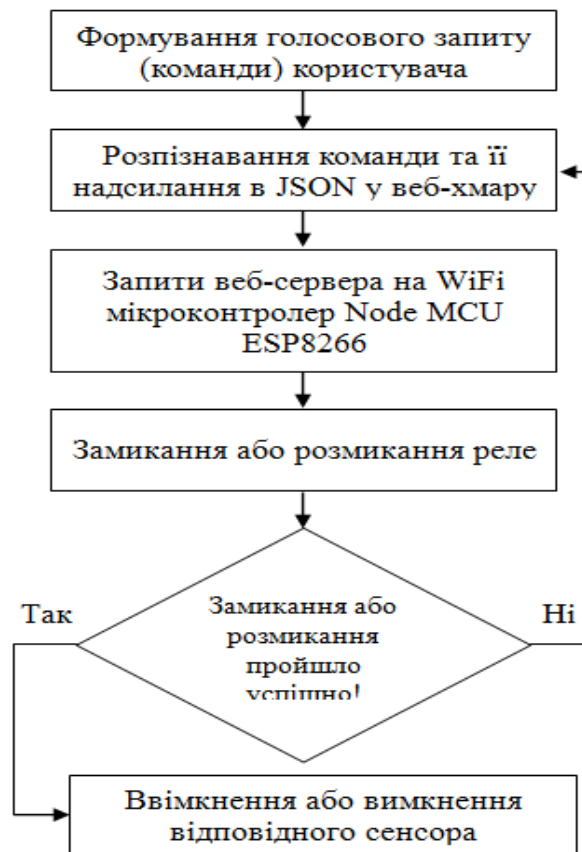 Формування голосового запиту
(команди) користувача
Розпізнавання команди та її
надсилання в JSON у веб-хмару
Запити веб-сервера на WiFi
мікроконтролер Node MCU
ESP8266
Замикання або розмикання реле
Так
Ні
Замикання або
розмикання
пройшло
успішно!
Ввімкнення або вимкнення
відповідного сенсора